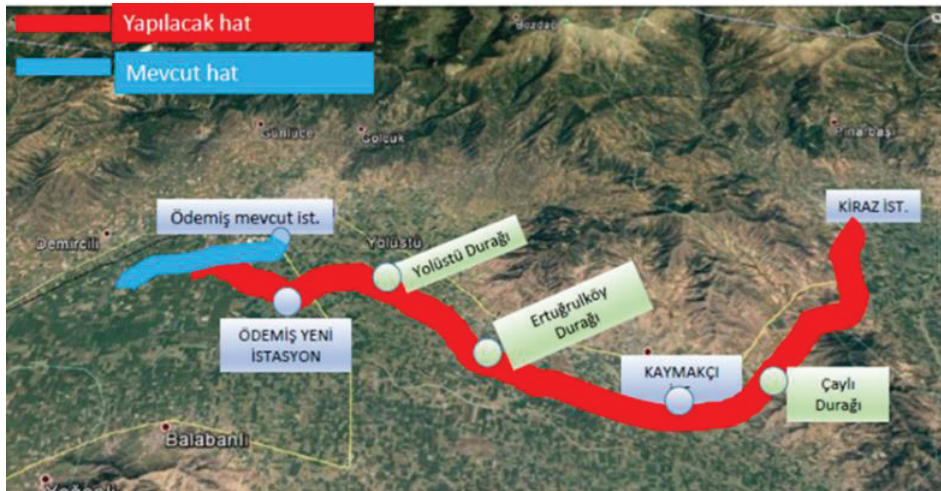 Yapılacak hat
Mevcut hat
Bozdağ
Günlüce
Gölcük
Pınarbaşı
Ödemiş mevcut ist.
KİRAZ İST.
Demircili
Yolüstü
Yolüstü Durağı
Ertuğrulköy
Durağı
ÖDEMİŞ YENİ
İSTASYON
KAYMAKÇI
Çaylı
Durağı
Balabanlı